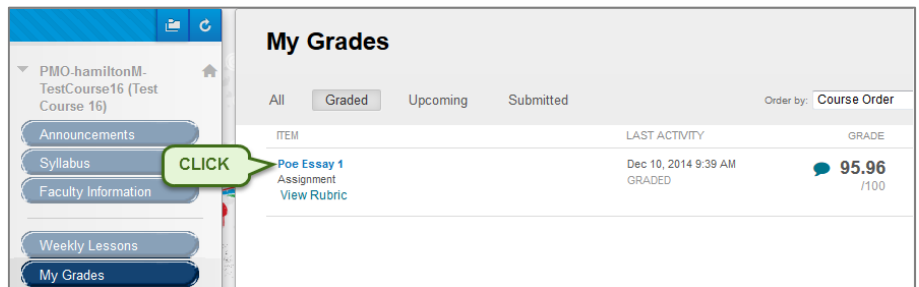 PMO-hamiltonM-
TestCourse16 (Test
Course 16)
Announcements
Syllabus
Faculty Information
Weekly Lessons
My Grades
CLICK
My Grades
All Graded Upcoming Submitted Order by: Course Order
ITEM LAST ACTIVITY GRADE
Poe Essay 1 Dec 10, 2014 9:39 AM 95.96
Assignment GRADED /100
View Rubric